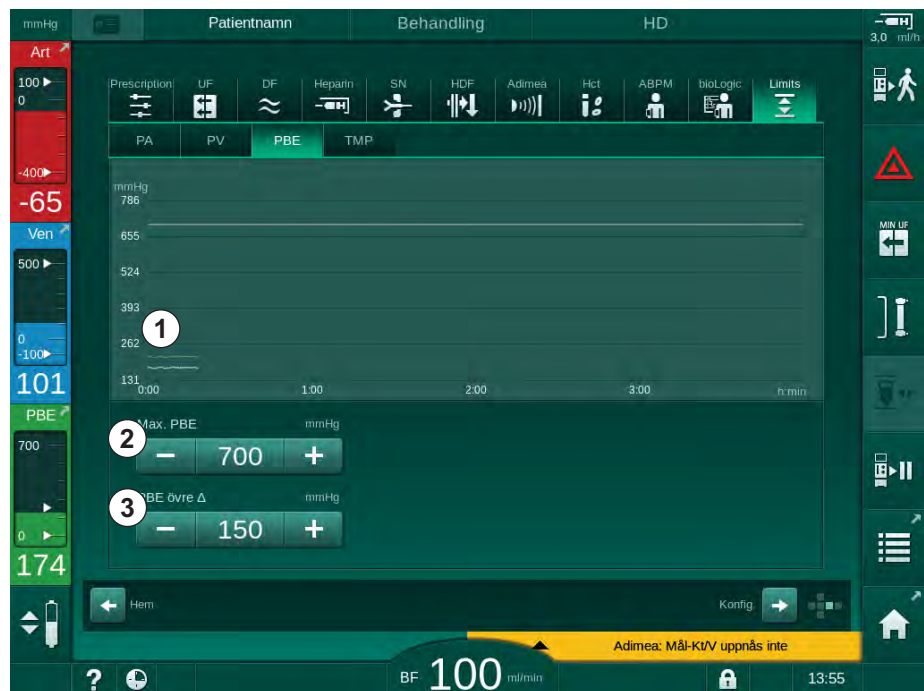 mmHg
Patientnamn
Behandling
HD
3,0 ml/h
Art
100
0
-400
-65
Ven
500
0
-100
101
PBE
700
0
174
Prescription
UF
DF
Heparin
SN
HDF
Adimea
Hct
ABPM
bioLogic
Limits
PA
PV
PBE
TMP
mmHg
786
655
524
393
262
131
0:00
1:00
2:00
3:00
h:min
1
2
Max. PBE
mmHg
− 700 +
3
PBE övre Δ
mmHg
− 150 +
Hem
Konfig.
MIN UF
Adimea: Mål-Kt/V uppnås inte
?
BF 100 ml/min
13:55